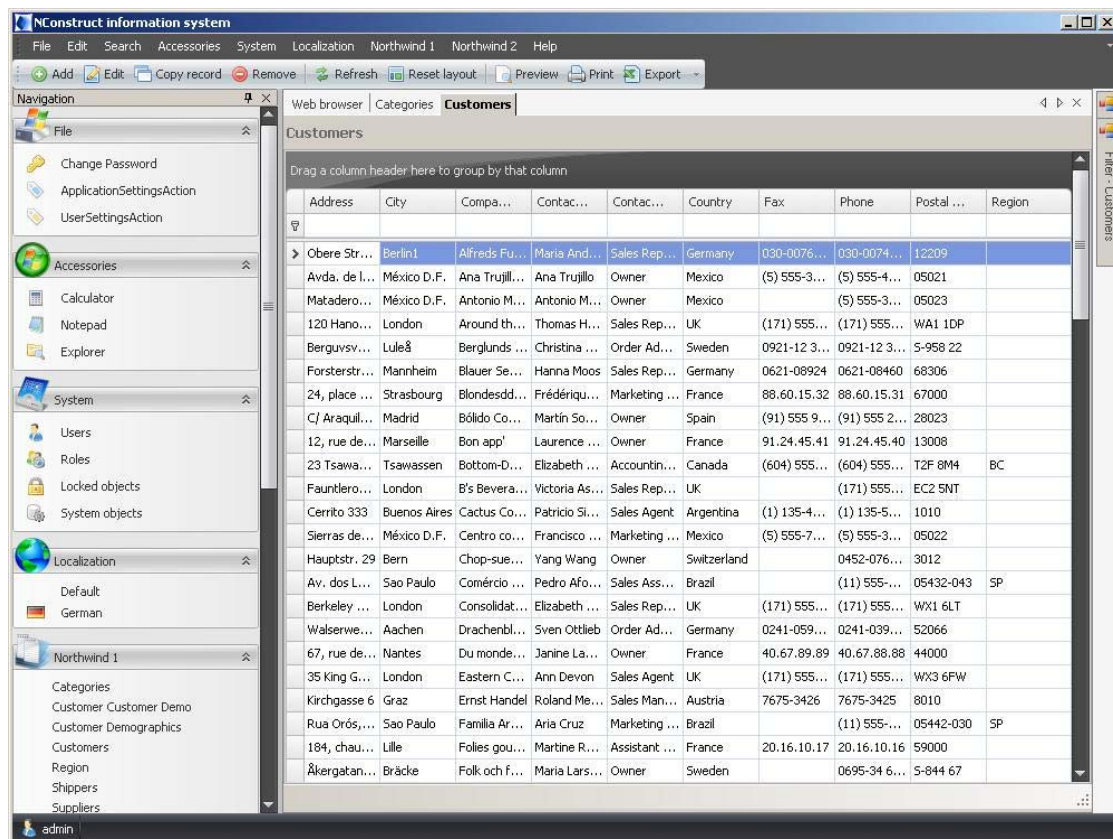 NConstruct information system
File Edit Search Accessories System Localization Northwind 1 Northwind 2 Help
Add Edit Copy record Remove Refresh Reset layout Preview Print Export
Navigation
File
Change Password
ApplicationSettingsAction
UserSettingsAction
Accessories
Calculator
Notepad
Explorer
System
Users
Roles
Locked objects
System objects
Localization
Default
German
Northwind 1
Categories
Customer Customer Demo
Customer Demographics
Customers
Region
Shippers
Suppliers
Web browser Categories Customers
Customers
Drag a column header here to group by that column
Address City Compa... Contac... Contac... Country Fax Phone Postal ... Region
Obere Str... Berlin1 Alfreds Fu... Maria And... Sales Rep... Germany 030-0076... 030-0074... 12209
Avda. de l... México D.F. Ana Trujill... Ana Trujillo Owner Mexico (5) 555-3... (5) 555-4... 05021
Matadero... México D.F. Antonio M... Antonio M... Owner Mexico (5) 555-3... 05023
120 Hano... London Around th... Thomas H... Sales Rep... UK (171) 555... (171) 555... WA1 1DP
Berguvsv... Luleå Berglunds ... Christina ... Order Ad... Sweden 0921-12 3... 0921-12 3... S-958 22
Forsterstr... Mannheim Blauer Se... Hanna Moos Sales Rep... Germany 0621-08924 0621-08460 68306
24, place ... Strasbourg Blondesdd... Frédériqu... Marketing ... France 88.60.15.32 88.60.15.31 67000
C/ Araquil... Madrid Bólido Co... Martín So... Owner Spain (91) 555 9... (91) 555 2... 28023
12, rue de... Marseille Bon app' Laurence ... Owner France 91.24.45.41 91.24.45.40 13008
23 Tsawa... Tsawassen Bottom-D... Elizabeth ... Accountin... Canada (604) 555... (604) 555... T2F 8M4 BC
Fauntlero... London B's Bevera... Victoria As... Sales Rep... UK (171) 555... EC2 5NT
Cerrito 333 Buenos Aires Cactus Co... Patricio Si... Sales Agent Argentina (1) 135-4... (1) 135-5... 1010
Sierras de... México D.F. Centro co... Francisco ... Marketing ... Mexico (5) 555-7... (5) 555-3... 05022
Hauptstr. 29 Bern Chop-sue... Yang Wang Owner Switzerland 0452-076... 3012
Av. dos L... Sao Paulo Comércio ... Pedro Afo... Sales Ass... Brazil (11) 555-... 05432-043 SP
Berkeley ... London Consolidat... Elizabeth ... Sales Rep... UK (171) 555... (171) 555... WX1 6LT
Walserwe... Aachen Drachenbl... Sven Ottlieb Order Ad... Germany 0241-059... 0241-039... 52066
67, rue de... Nantes Du monde... Janine La... Owner France 40.67.89.89 40.67.88.88 44000
35 King G... London Eastern C... Ann Devon Sales Agent UK (171) 555... (171) 555... WX3 6FW
Kirchgasse 6 Graz Ernst Handel Roland Me... Sales Man... Austria 7675-3426 7675-3425 8010
Rua Orós,... Sao Paulo Familia Ar... Aria Cruz Marketing ... Brazil (11) 555-... 05442-030 SP
184, chau... Lille Folies gou... Martine R... Assistant ... France 20.16.10.17 20.16.10.16 59000
Åkergatan... Bräcke Folk och f... Maria Lars... Owner Sweden 0695-34 6... S-844 67
Filter - Customers
admin